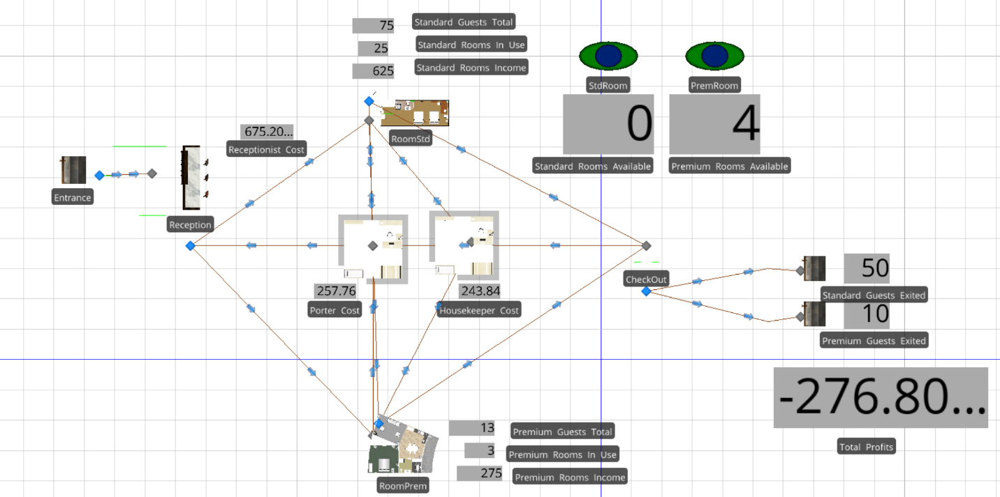 75
Standard Guests Total
25
Standard Rooms In Use
625
Standard Rooms Income
StdRoom
PremRoom
0
4
Standard Rooms Available
Premium Rooms Available
RoomStd
675.20...
Receptionist Cost
Entrance
Reception
257.76
Porter Cost
243.84
Housekeeper Cost
CheckOut
50
Standard Guests Exited
10
Premium Guests Exited
-276.80...
Total Profits
13
Premium Guests Total
3
Premium Rooms In Use
275
Premium Rooms Income
RoomPrem